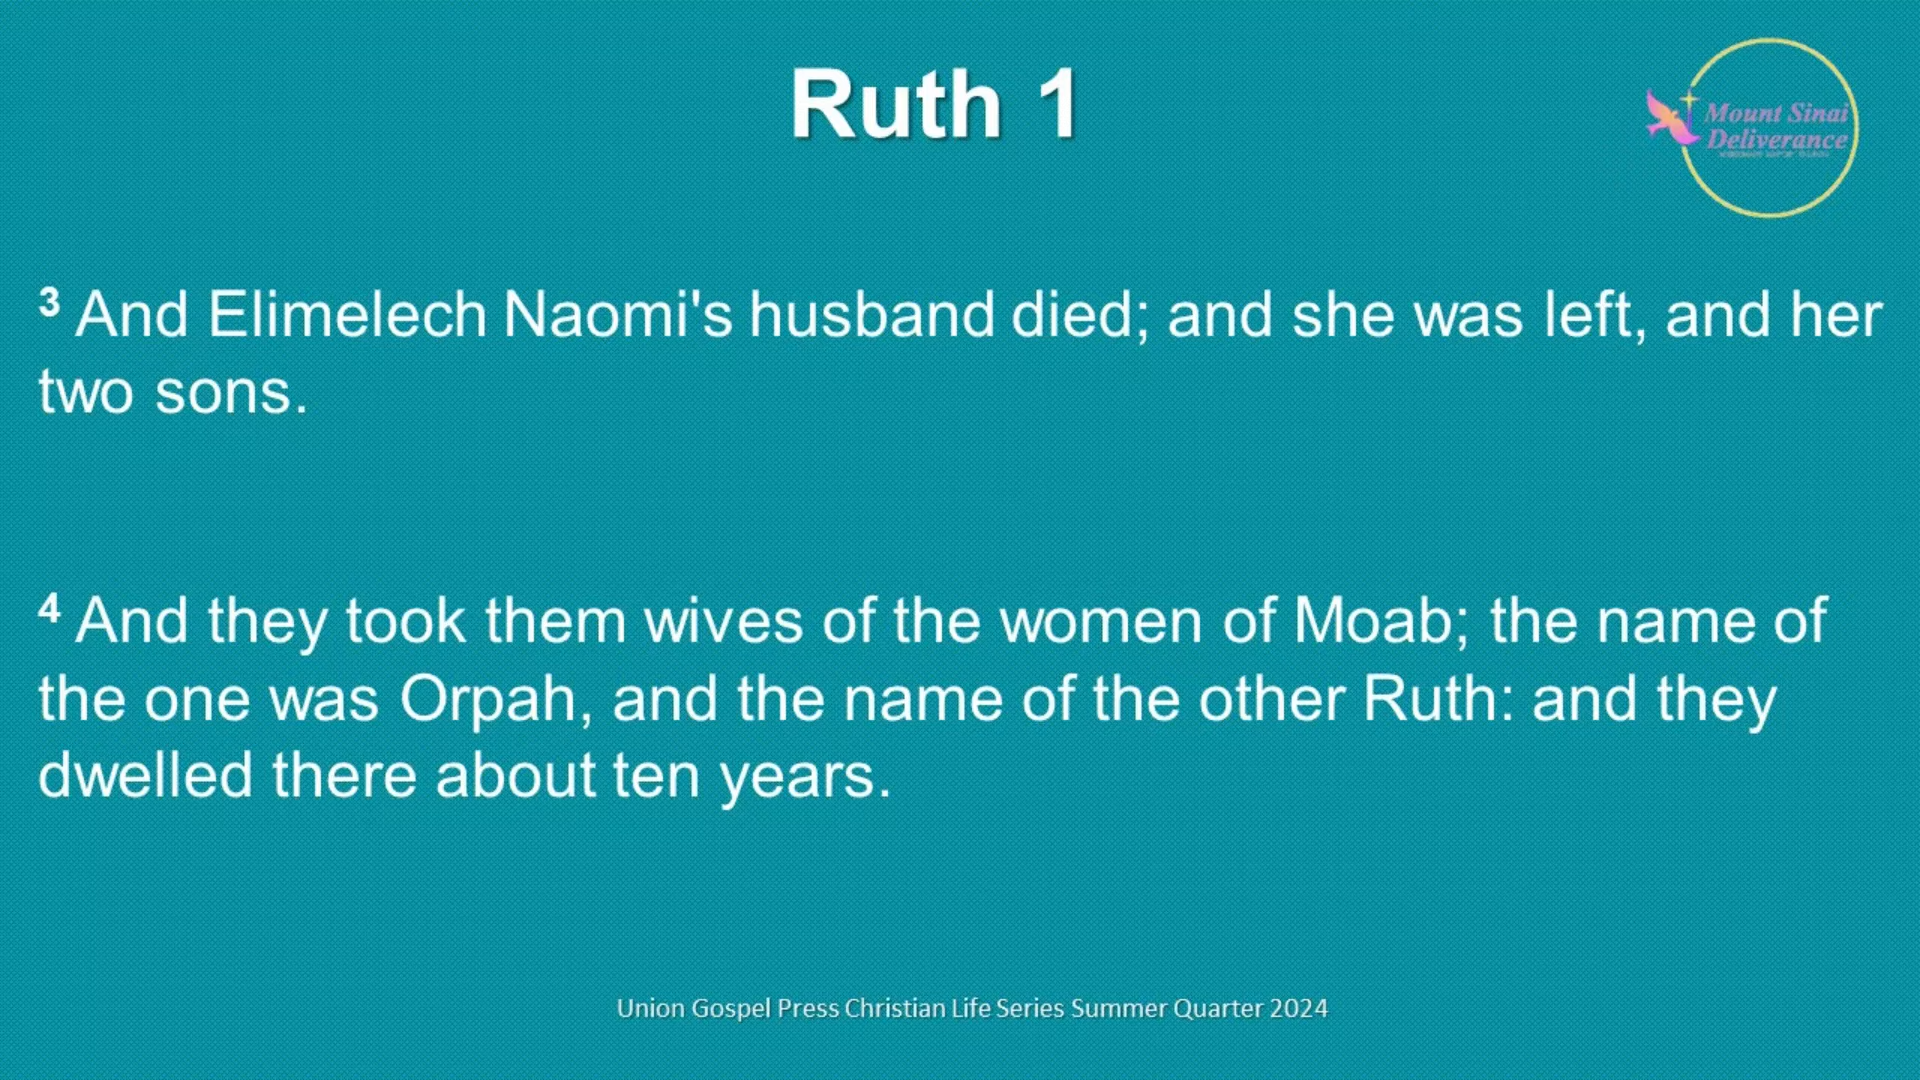 Ruth 1
Mount Sinai
Deliverance
3 And Elimelech Naomi's husband died; and she was left, and her
two sons.
4 And they took them wives of the women of Moab; the name of
the one was Orpah, and the name of the other Ruth: and they
dwelled there about ten years.
Union Gospel Press Christian Life Series Summer Quarter 2024